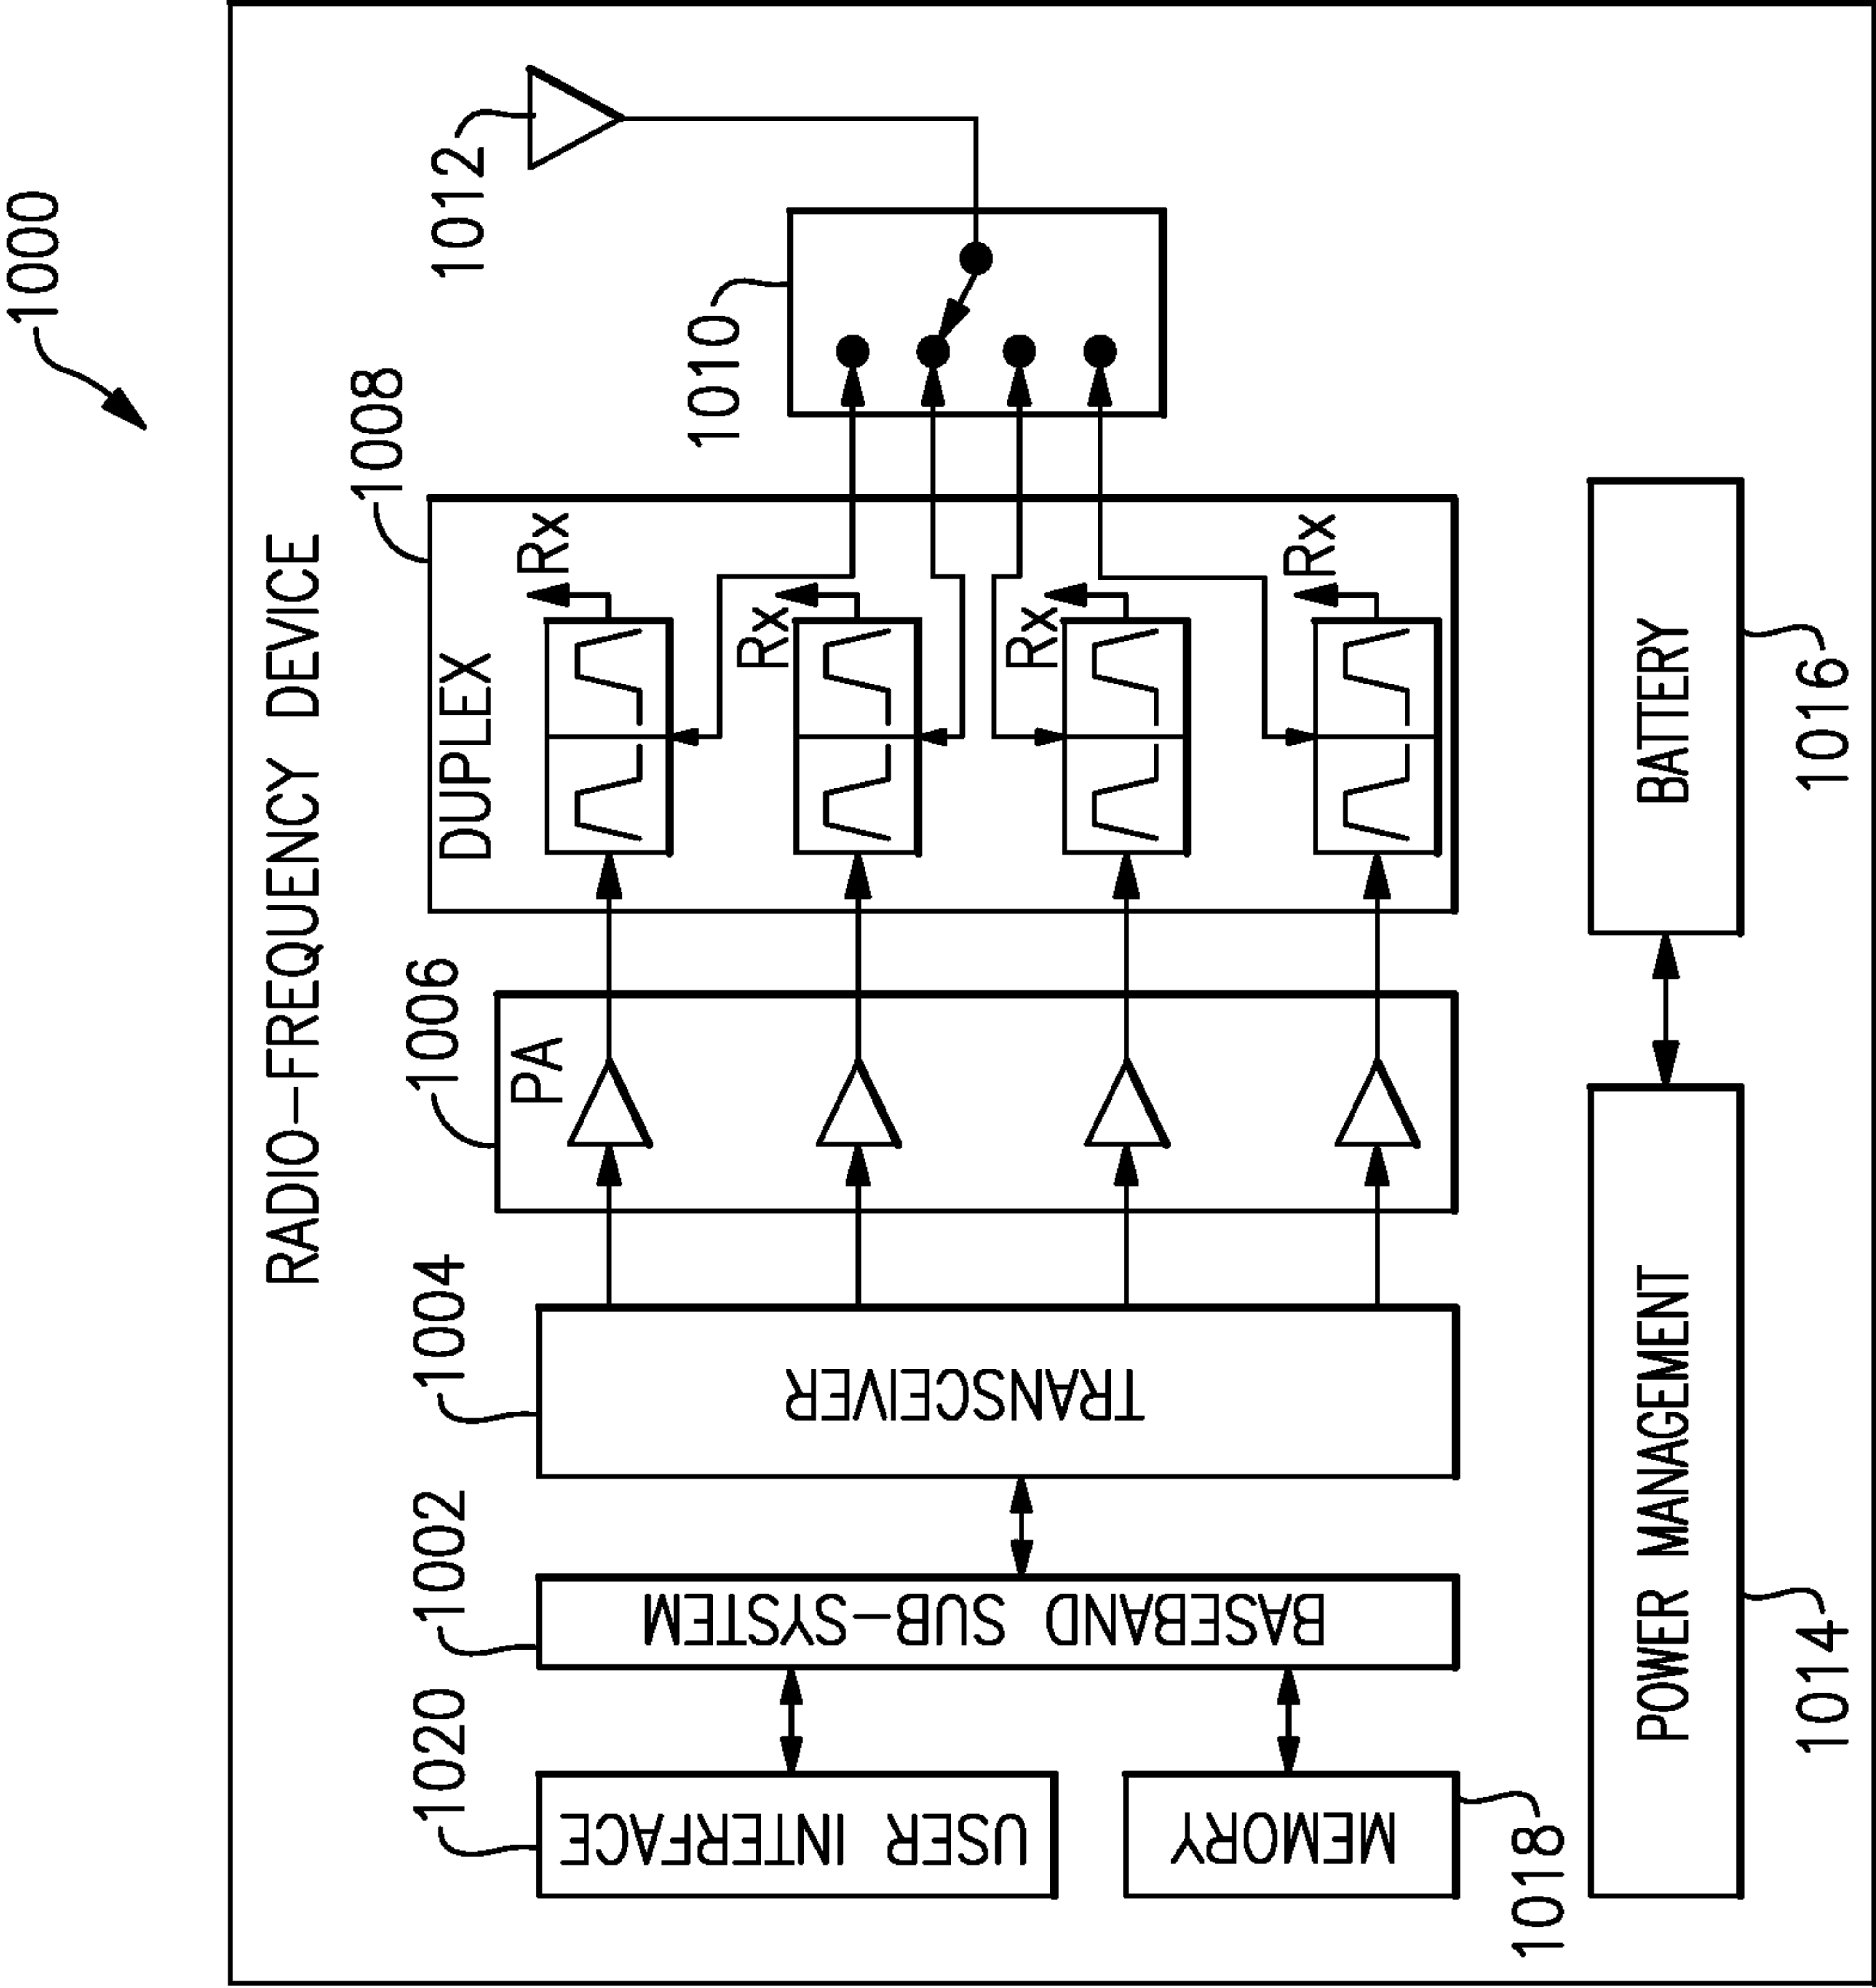 1000
RADIO-FREQUENCY DEVICE
1008
1012
1010
1006
1004
1002
1020
DUPLEX
PA
Rx
Rx
Rx
Rx
TRANSCEIVER
BASEBAND SUB-SYSTEM
USER
INTERFACE
MEMORY
1018
POWER MANAGEMENT
1014
BATTERY
1016